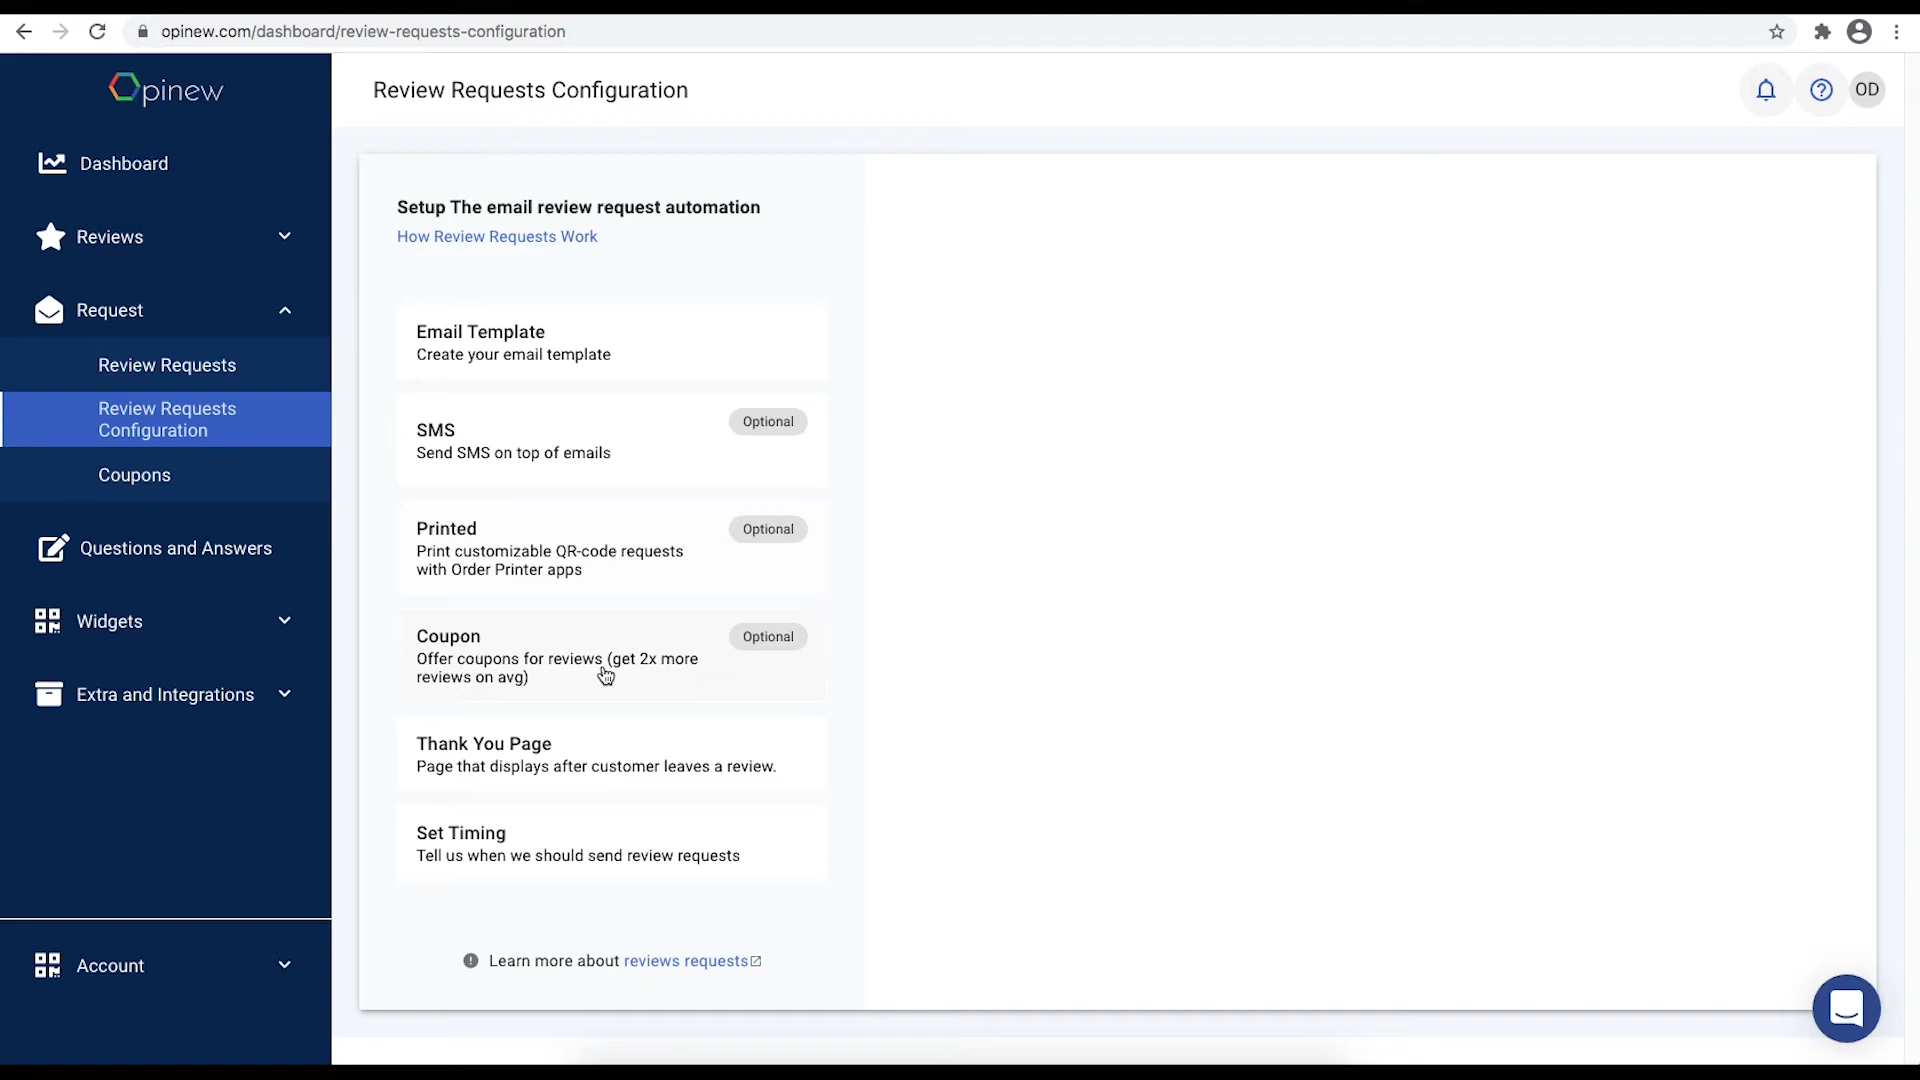 opinew.com/dashboard/review-requests-configuration
Opinew
Review Requests Configuration
OD
Dashboard
Reviews
Request
Review Requests
Review Requests
Configuration
Coupons
Questions and Answers
Widgets
Extra and Integrations
Account
Setup The email review request automation
How Review Requests Work
Email Template
Create your email template
SMS
Optional
Send SMS on top of emails
Printed
Optional
Print customizable QR-code requests
with Order Printer apps
Coupon
Optional
Offer coupons for reviews (get 2x more
reviews on avg)
Thank You Page
Page that displays after customer leaves a review.
Set Timing
Tell us when we should send review requests
Learn more about reviews requests